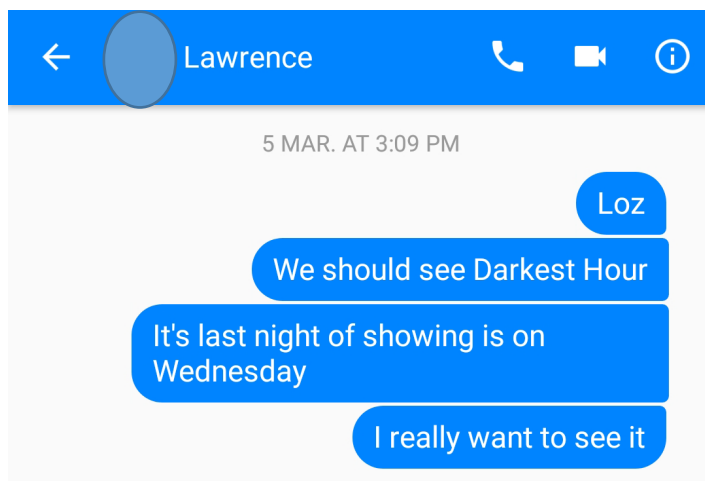 Lawrence
5 MAR. AT 3:09 PM
Loz
We should see Darkest Hour
It's last night of showing is on
Wednesday
I really want to see it